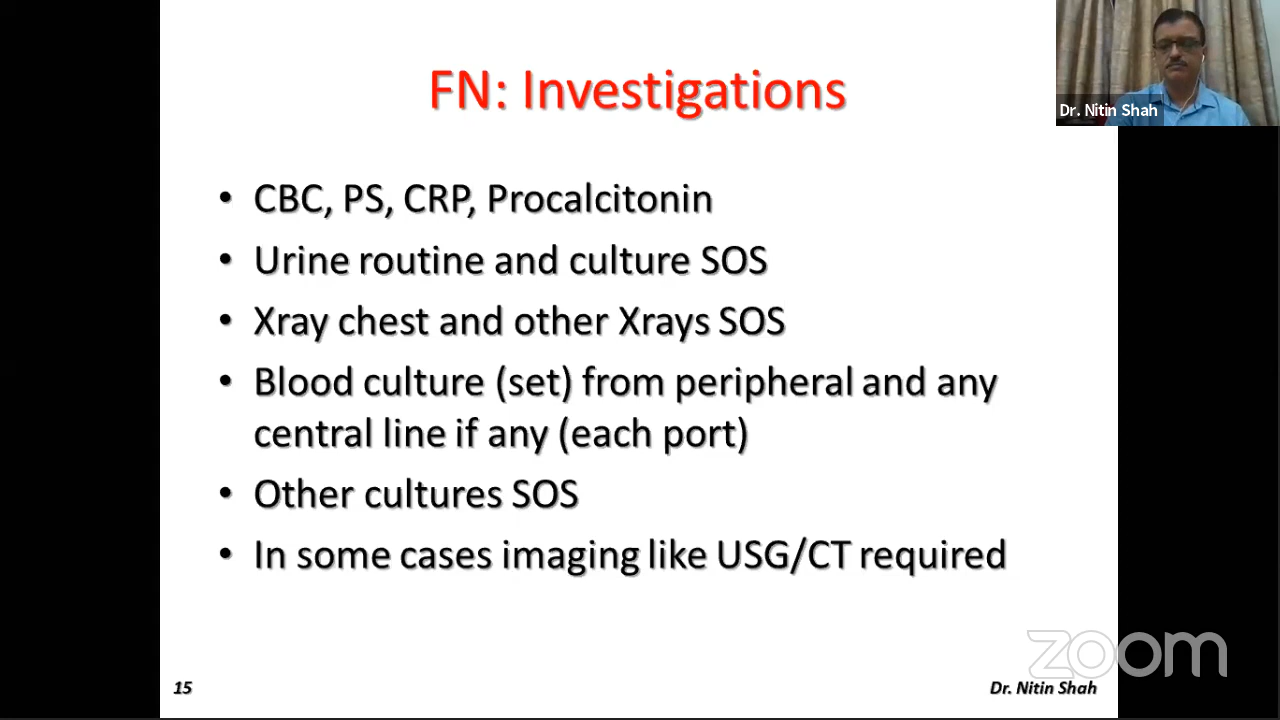 FN: Investigations
Dr. Nitin Shah
• CBC, PS, CRP, Procalcitonin
• Urine routine and culture SOS
• Xray chest and other Xrays SOS
• Blood culture (set) from peripheral and any
central line if any (each port)
• Other cultures SOS
• In some cases imaging like USG/CT required
zoom
15
Dr. Nitin Shah